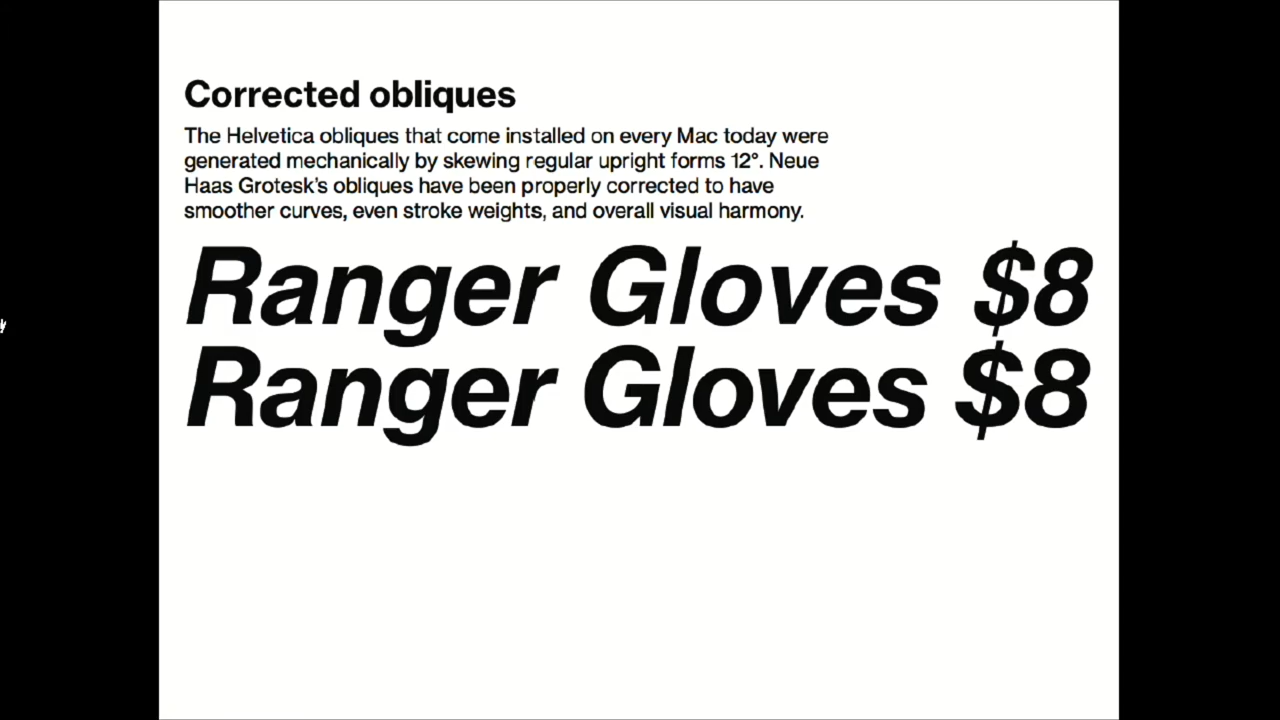 Corrected obliques
The Helvetica obliques that come installed on every Mac today were
generated mechanically by skewing regular upright forms 12°. Neue
Haas Grotesk’s obliques have been properly corrected to have
smoother curves, even stroke weights, and overall visual harmony.
Ranger Gloves $8
Ranger Gloves $8